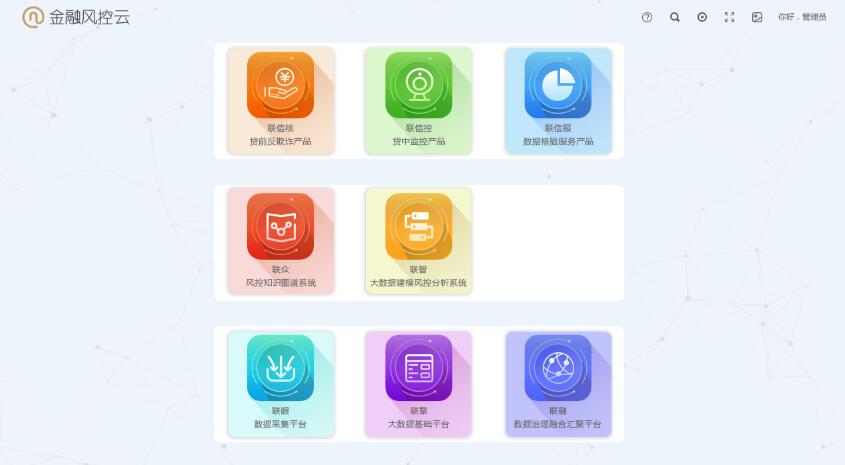 金融风控云
你好，管理员
联信核
贷前反欺诈产品
联信控
贷中监控产品
联信服
数据核验服务产品
联众
风控知识图谱系统
联智
大数据建模风控分析系统
联眼
数据采集平台
联擎
大数据基础平台
联融
数据治理融合汇聚平台